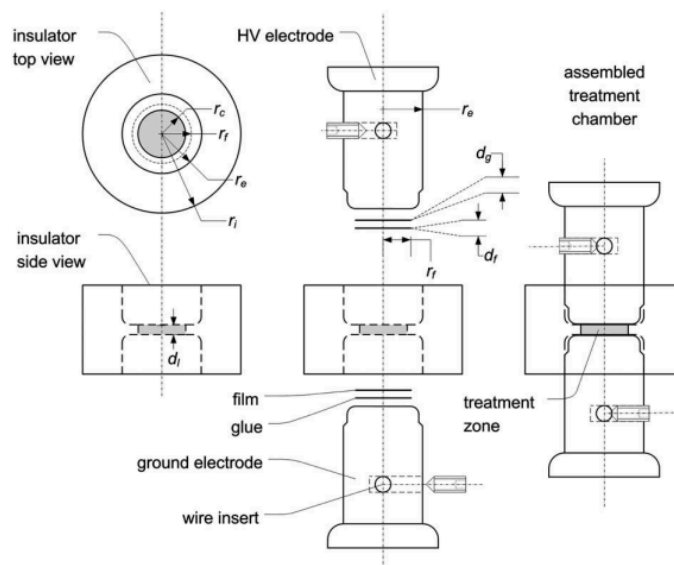 insulator
top view
r_c
r_f
r_e
r_i
HV electrode
r_e
d_g
d_f
r_f
assembled
treatment
chamber
insulator
side view
d_l
film
glue
ground electrode
wire insert
treatment
zone